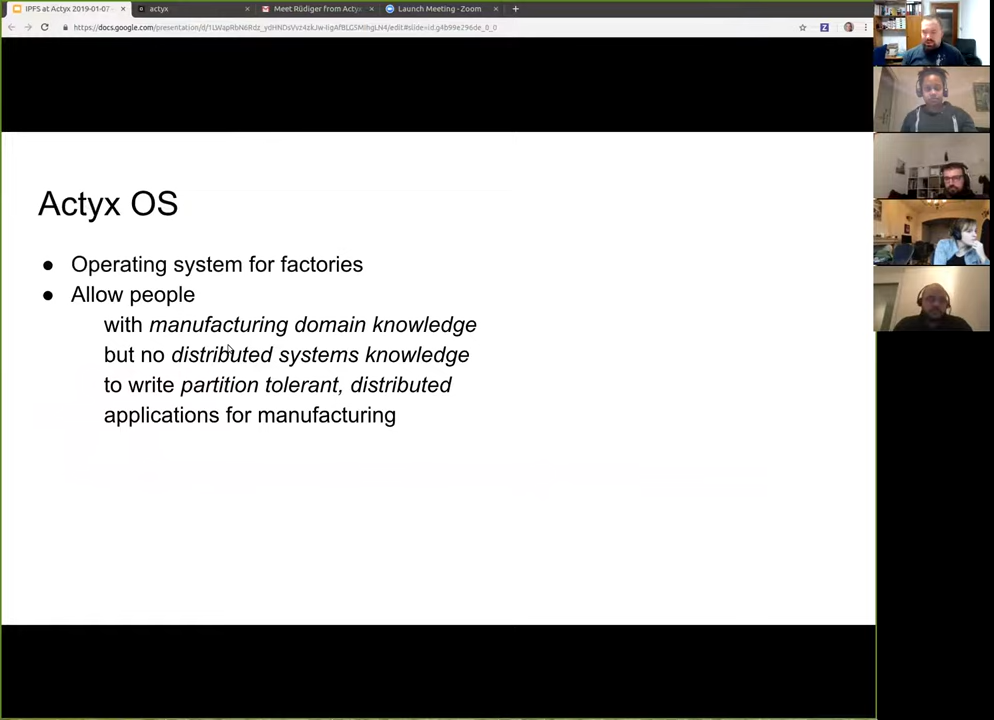 IPFS at Actyx 2019-01-07
actyx
Meet Rüdiger from Actyx
Launch Meeting - Zoom
Actyx OS
● Operating system for factories
● Allow people
with manufacturing domain knowledge
but no distributed systems knowledge
to write partition tolerant, distributed
applications for manufacturing